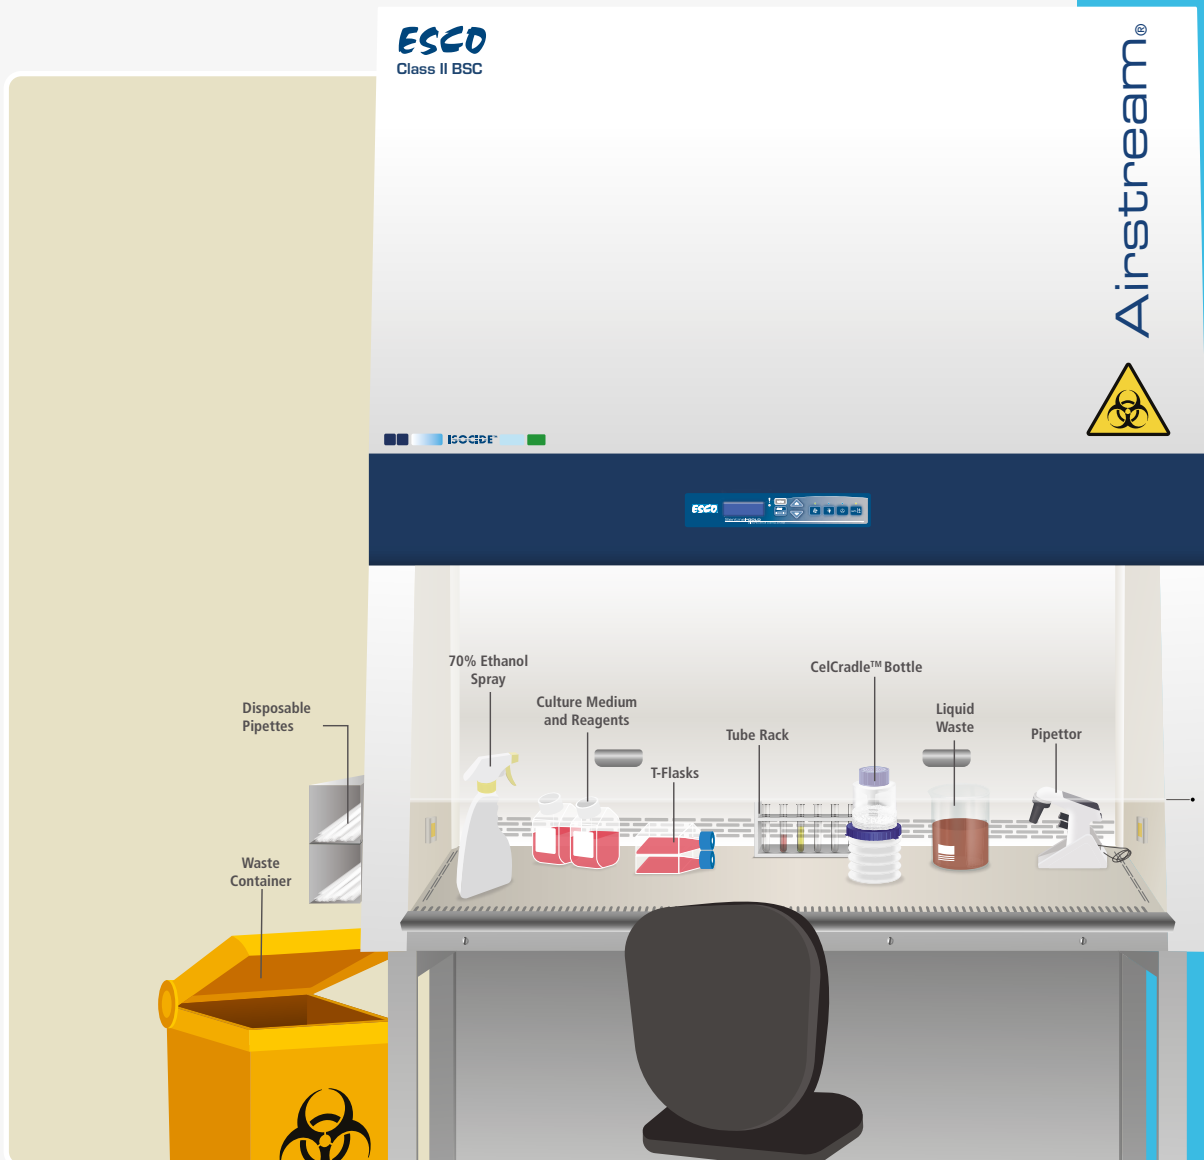 ESCO
Class II BSC
Airstream®
ISOCIDE™
ESCO
70% Ethanol
Spray
CelCradle™ Bottle
Disposable
Pipettes
Culture Medium
and Reagents
Liquid
Waste
Tube Rack
Pipettor
T-Flasks
Waste
Container